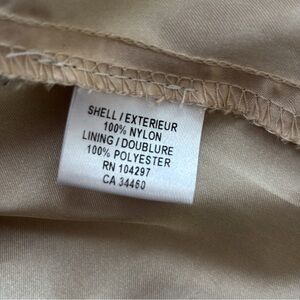 SHELL / EXTERIEUR
100% NYLON
LINING / DOUBLURE
100% POLYESTER
RN 104297
CA 34460